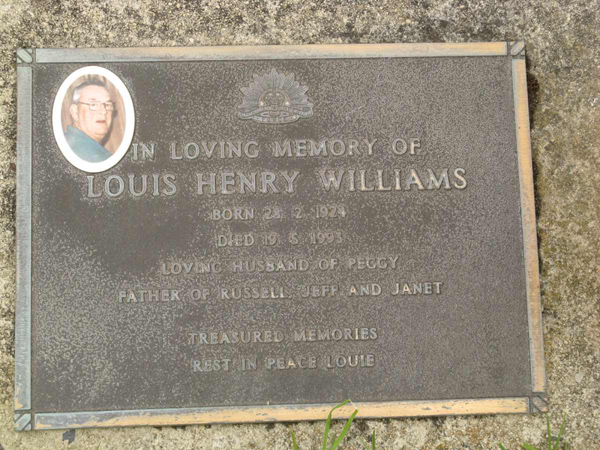 IN LOVING MEMORY OF
LOUIS HENRY WILLIAMS
BORN 28. 2. 1924
DIED 19. 6. 1993
LOVING HUSBAND OF PEGGY
FATHER OF RUSSELL, JEFF AND JANET
TREASURED MEMORIES
REST IN PEACE LOUIE